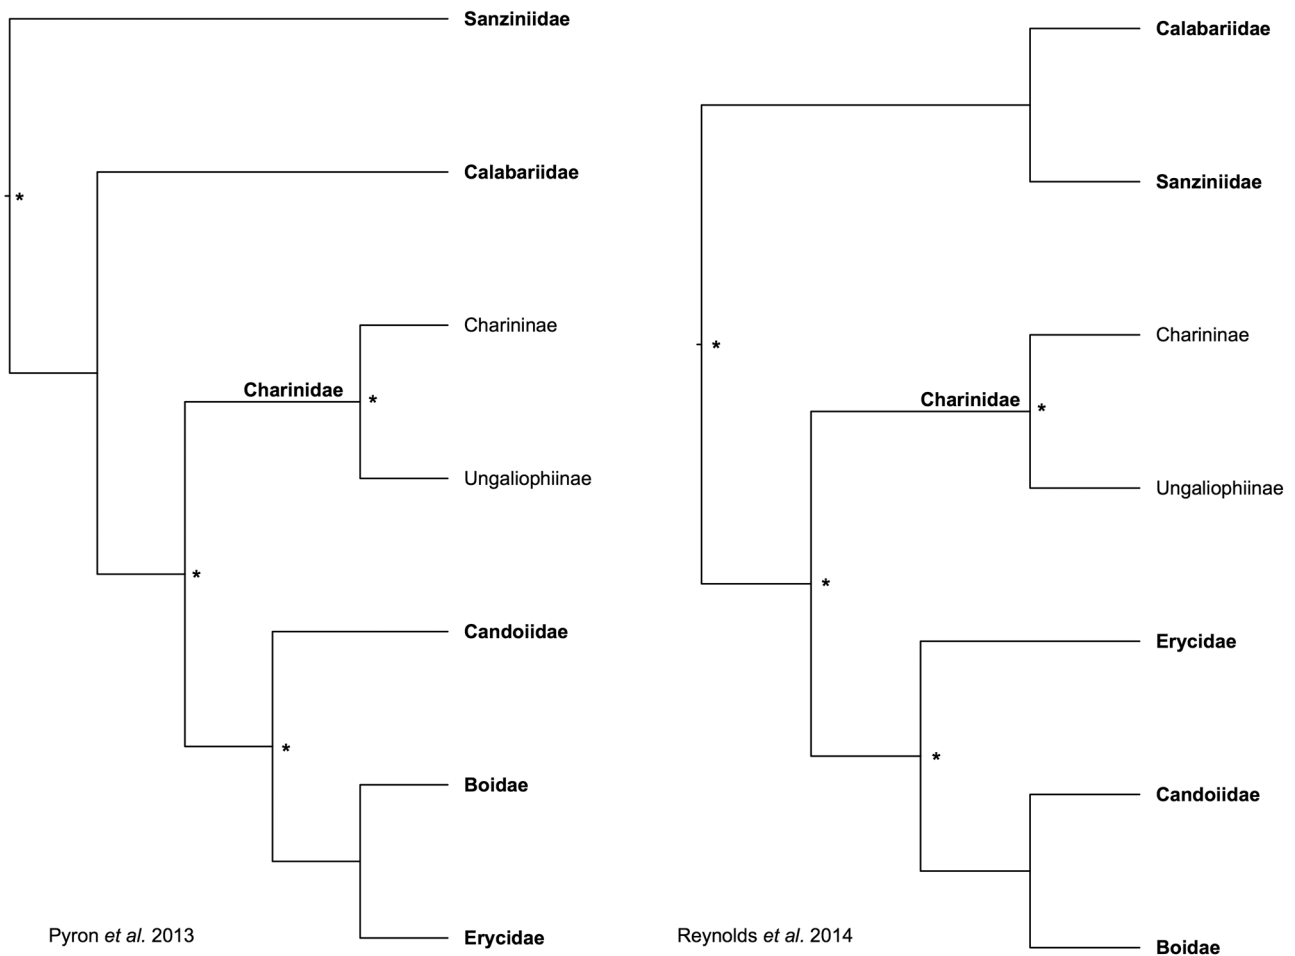 Sanziniidae
*
Calabariidae
Charininae
Charinidae
*
Ungaliophiinae
*
Candoiidae
*
Boidae
Erycidae
Pyron et al. 2013
Calabariidae
Sanziniidae
*
Charininae
Charinidae
*
Ungaliophiinae
*
Erycidae
*
Candoiidae
Boidae
Reynolds et al. 2014